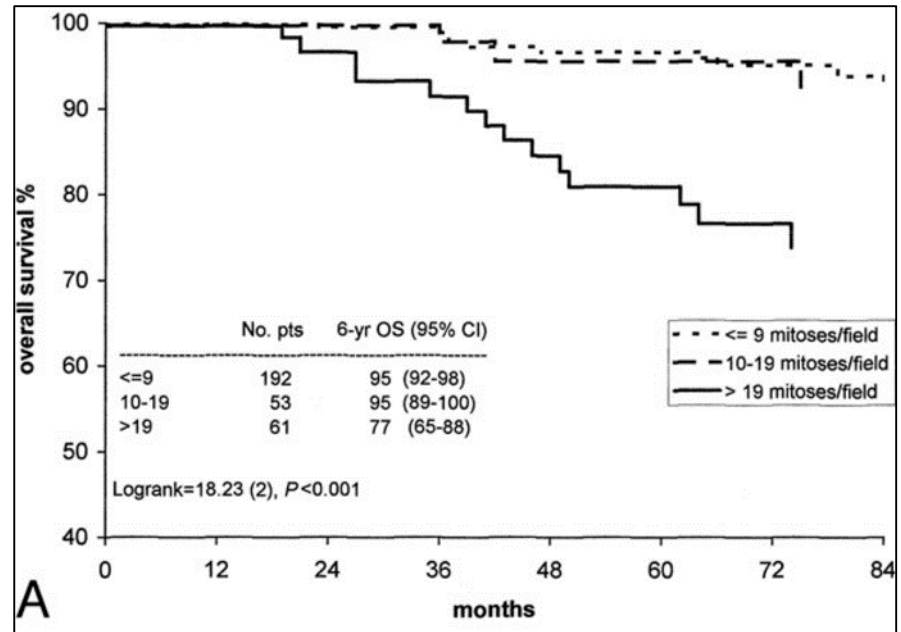 100
90
80
70
60
50
40
overall survival %
No. pts 6-yr OS (95% CI)
<=9 192 95 (92-98)
10-19 53 95 (89-100)
>19 61 77 (65-88)
Logrank=18.23 (2), P<0.001
<= 9 mitoses/field
10-19 mitoses/field
> 19 mitoses/field
0 12 24 36 48 60 72 84
months
A